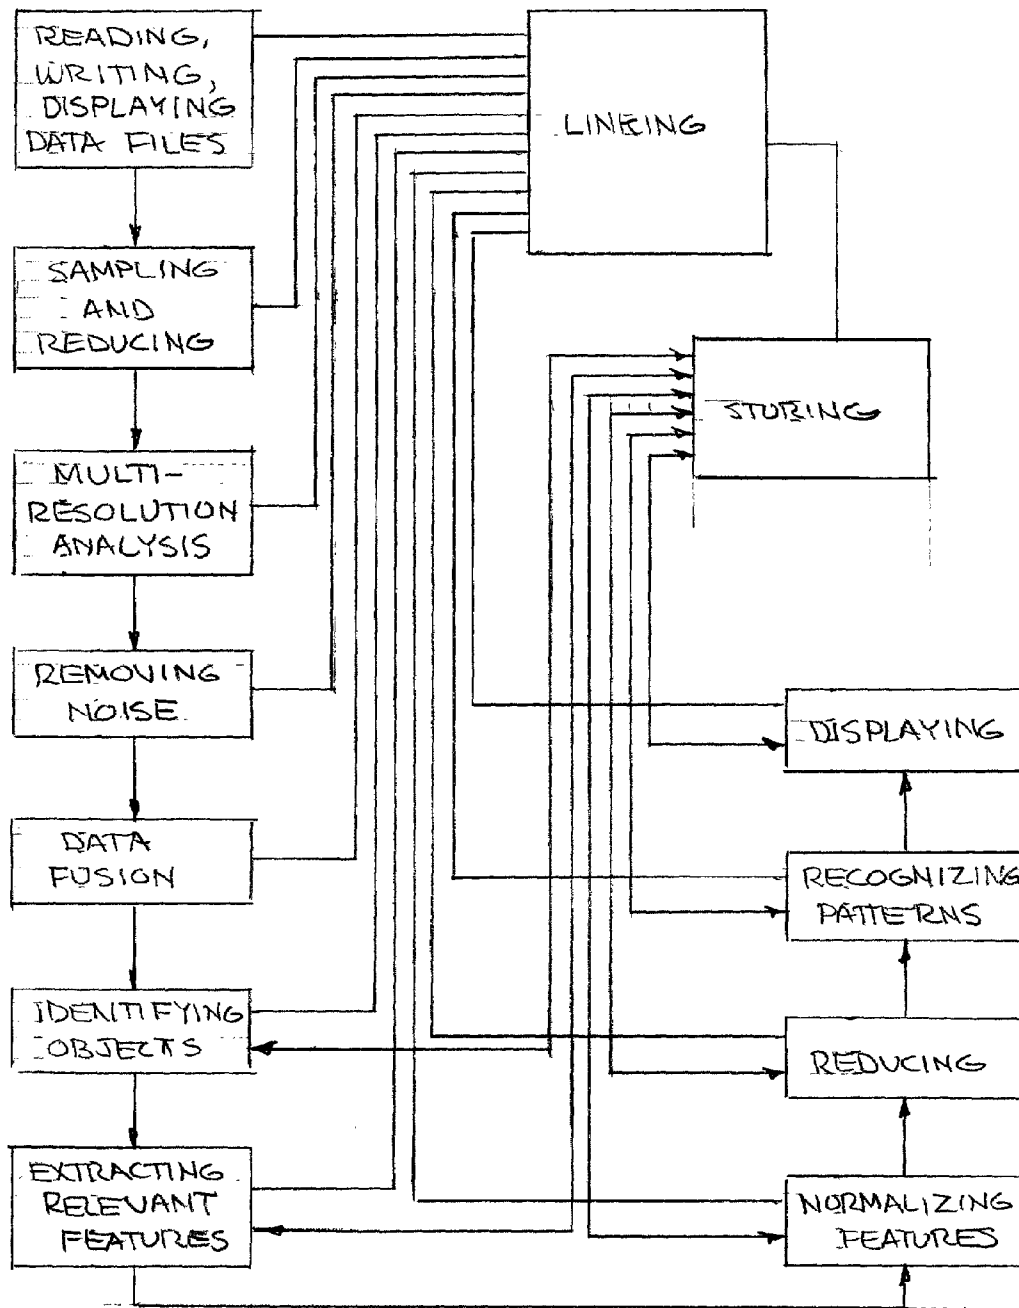 READING,
WRITING,
DISPLAYING
DATA FILES
LINKING
SAMPLING
AND
REDUCING
STORING
MULTI-
RESOLUTION
ANALYSIS
REMOVING
NOISE
DISPLAYING
DATA
FUSION
RECOGNIZING
PATTERNS
IDENTIFYING
OBJECTS
REDUCING
EXTRACTING
RELEVANT
FEATURES
NORMALIZING
FEATURES